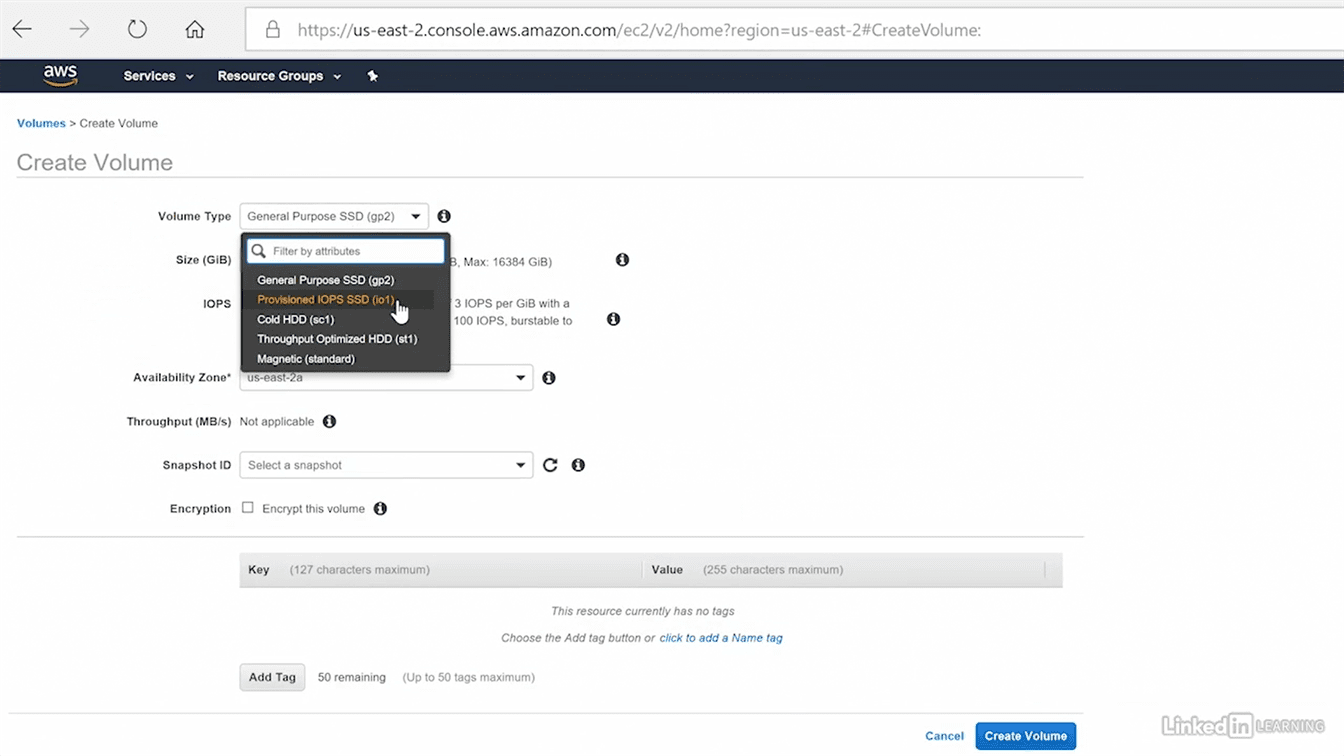 https://us-east-2.console.aws.amazon.com/ec2/v2/home?region=us-east-2#CreateVolume:
aws Services Resource Groups
Volumes > Create Volume
Create Volume
Volume Type General Purpose SSD (gp2)
Filter by attributes
Size (GiB) B, Max: 16384 GiB)
General Purpose SSD (gp2)
IOPS Provisioned IOPS SSD (io1) 3 IOPS per GiB with a
Cold HDD (sc1) 100 IOPS, burstable to
Throughput Optimized HDD (st1)
Magnetic (standard)
Availability Zone* us-east-2a
Throughput (MB/s) Not applicable
Snapshot ID Select a snapshot
Encryption Encrypt this volume
Key (127 characters maximum) Value (255 characters maximum)
This resource currently has no tags
Choose the Add tag button or click to add a Name tag
Add Tag 50 remaining (Up to 50 tags maximum)
Cancel Create Volume
LinkedIn LEARNING